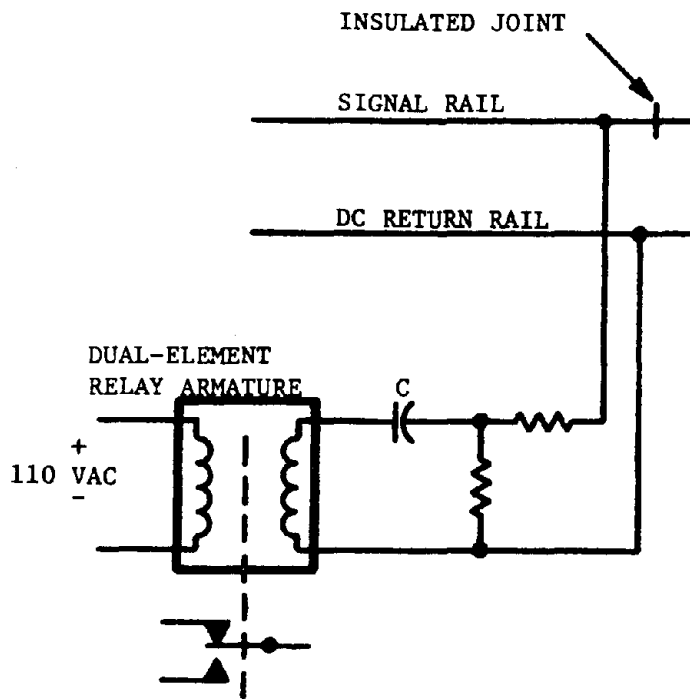 INSULATED JOINT
SIGNAL RAIL
DC RETURN RAIL
DUAL-ELEMENT
RELAY ARMATURE
C
+
110 VAC
-